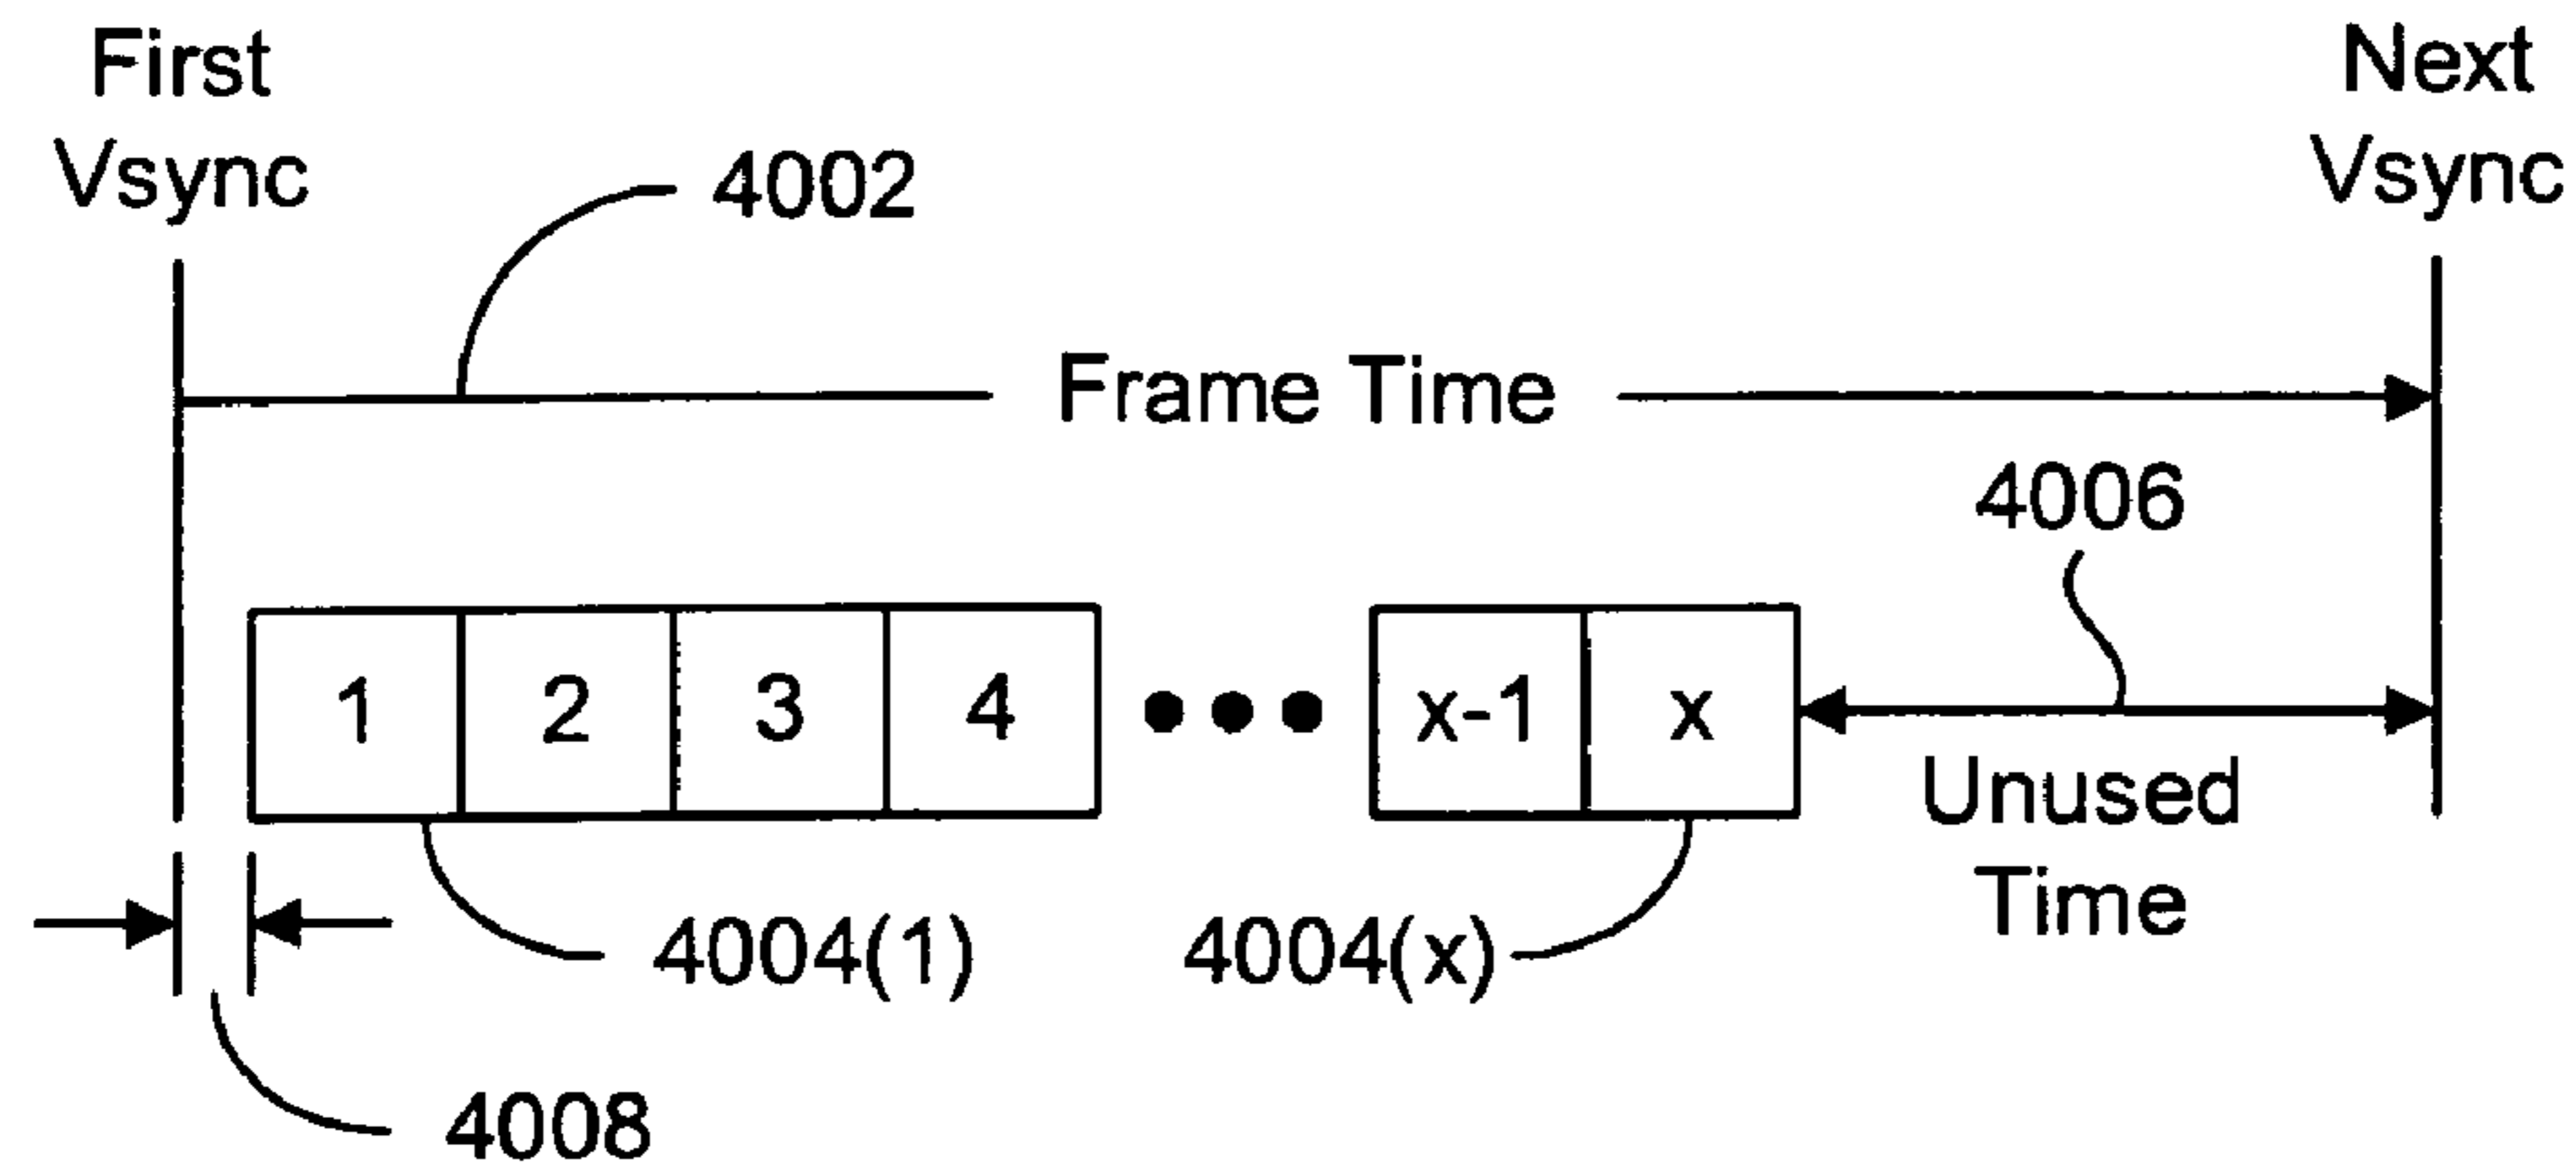 First
Vsync
Next
Vsync
4002
Frame Time
4006
1 2 3 4 x-1 x
Unused
Time
4004(1)
4004(x)
4008